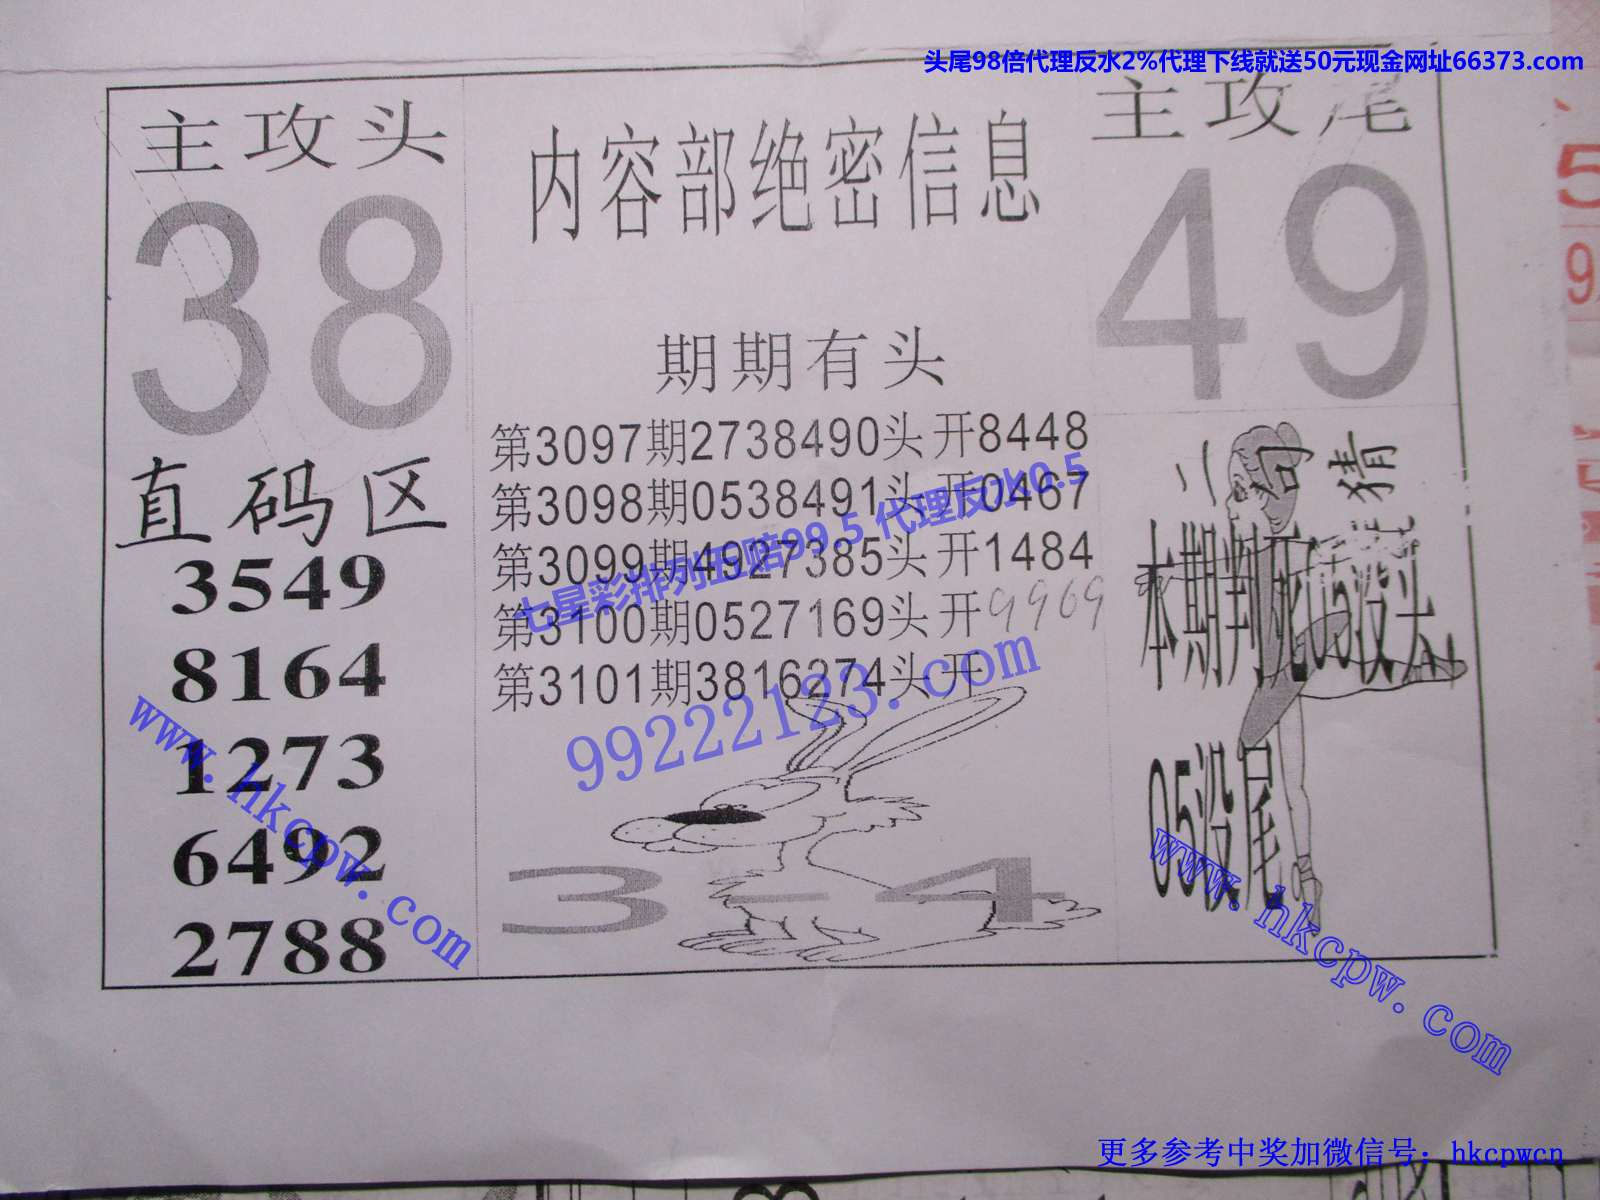 头尾98倍代理反水2%代理下线就送50元现金网址66373.com
主攻头
38
内容部绝密信息
主攻尾
49
期期有头
第3097期2738490头开8448
第3098期0538491头开0467
第3099期4927385头开1484
第3100期0527169头开9969
第3101期3816274头开
七星彩排列五赔99.5 代理反水0.5
99222123.com
3-4
直码区
3549
8164
1273
6492
2788
www.hkcpw.com
二句猜
本期判死05没头
05没尾
www.hkcpw.com
5
9
更多参考中奖加微信号：hkcpwcn